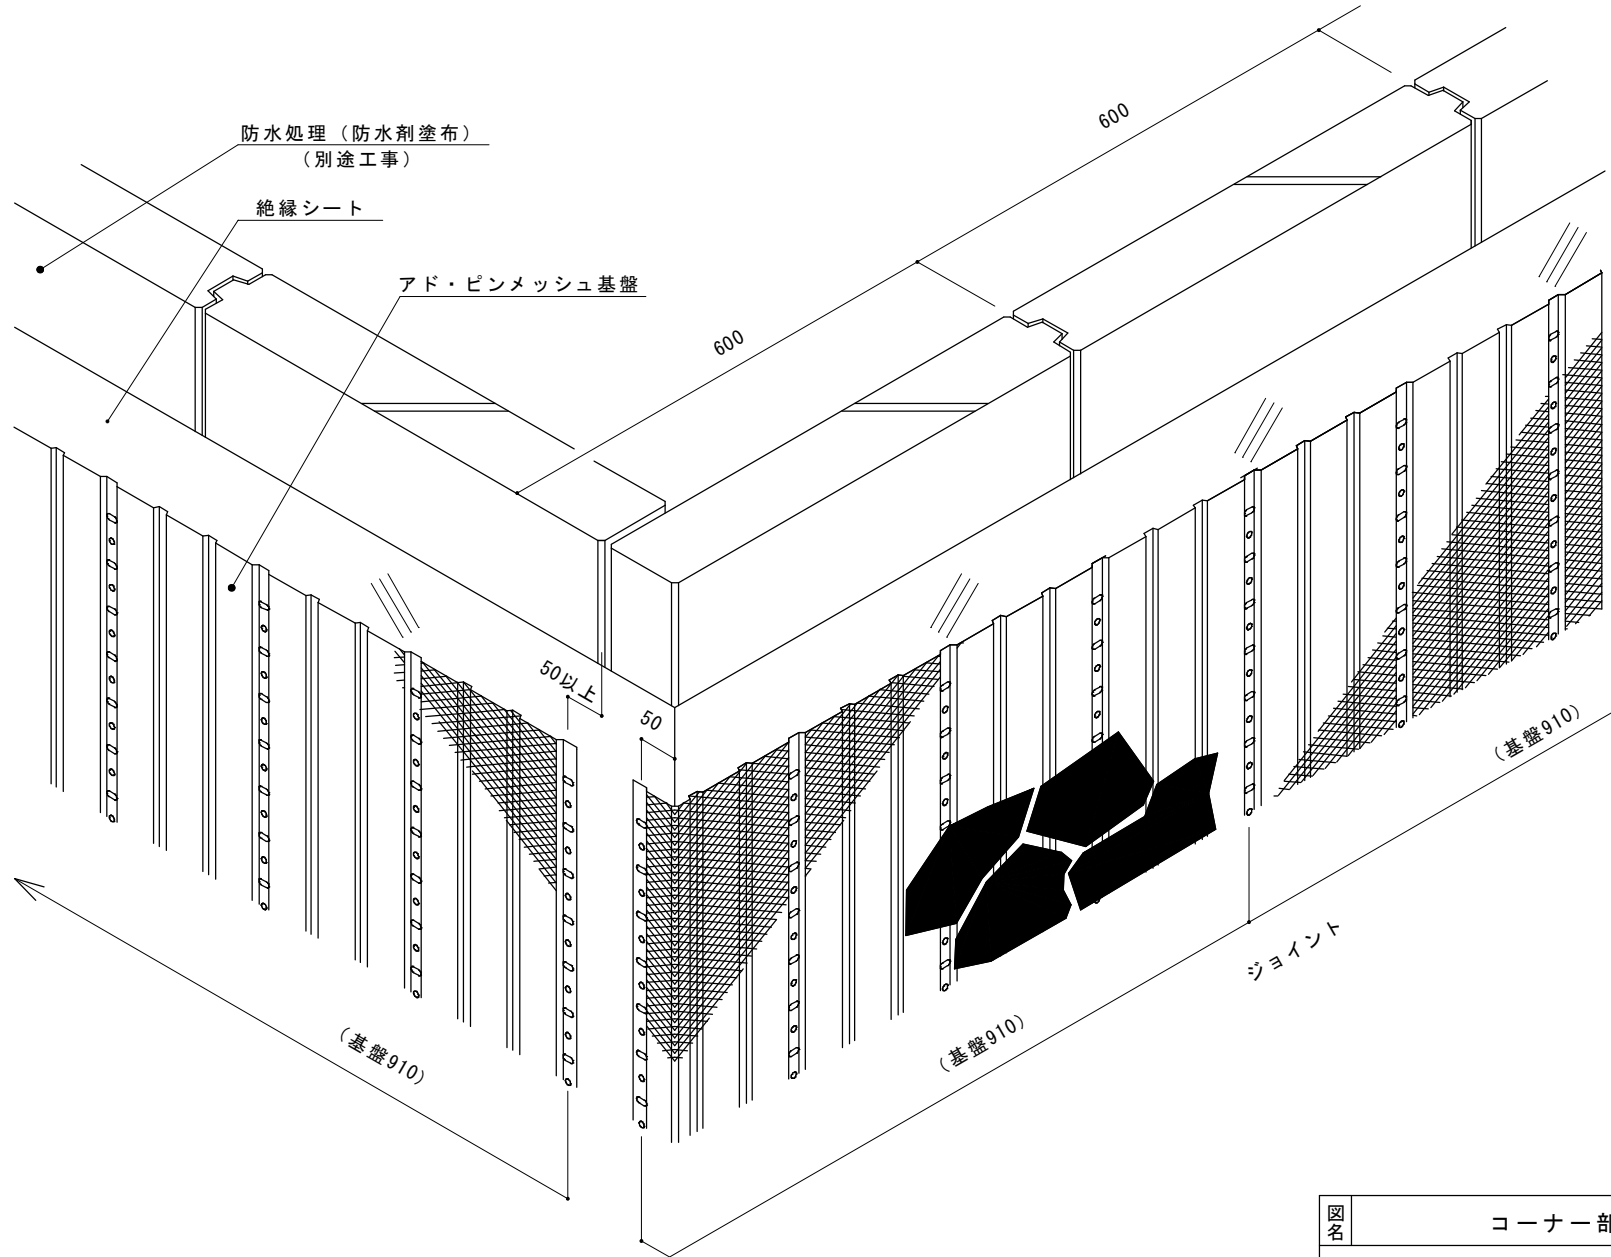 防水処理（防水剤塗布）
（別途工事）
絶縁シート
アド・ピンメッシュ基盤
600
600
50以上
50
（基盤910）
（基盤910）
（基盤910）
ジョイント
図名
コーナー部